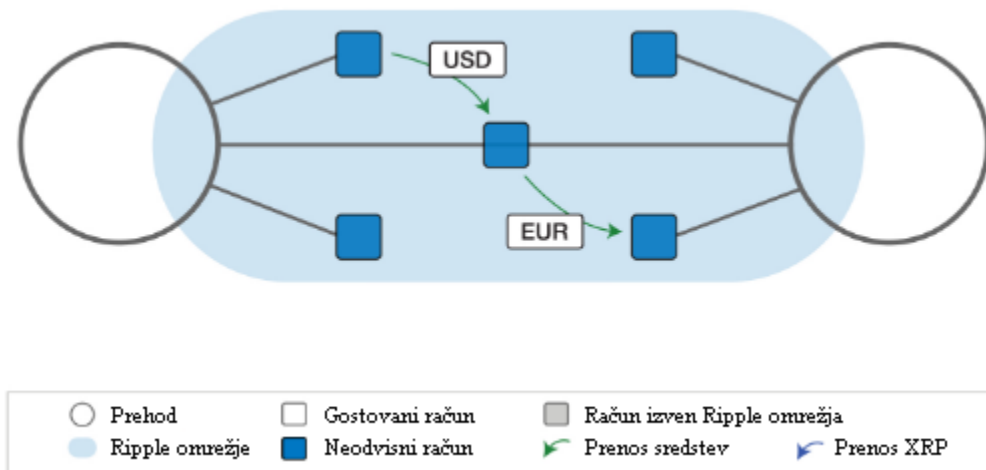 USD
EUR
Prehod
Gostovani račun
Račun izven Ripple omrežja
Ripple omrežje
Neodvisni račun
Prenos sredstev
Prenos XRP